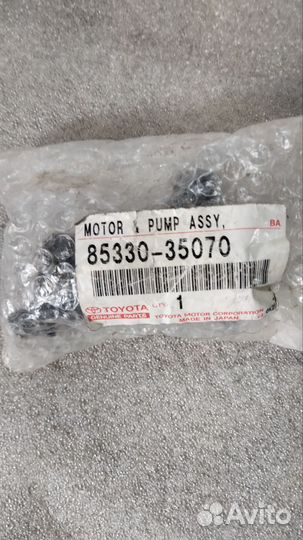 MOTOR & PUMP ASSY,
BA
85330-35070
TOYOTA
1
GENUINE PARTS
TOYOTA MOTOR CORPORATION
MADE IN JAPAN
Avito